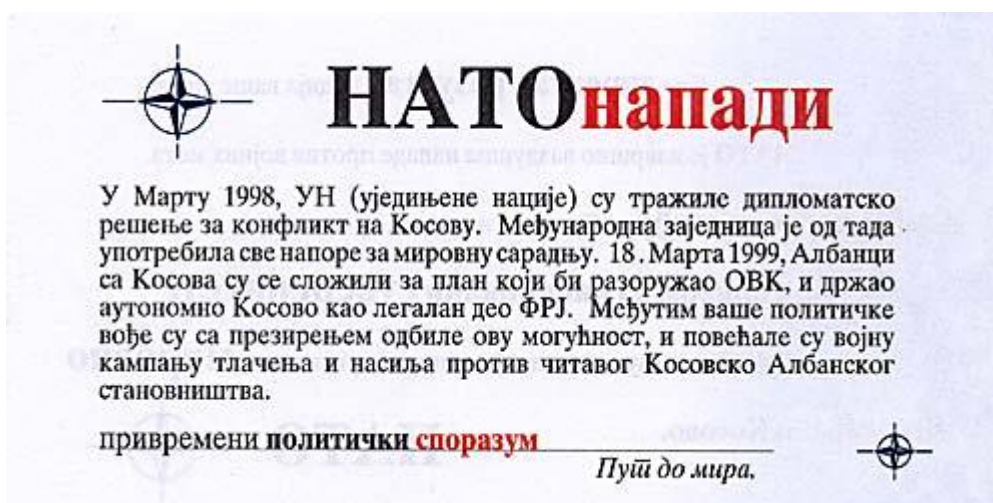 НАТОнапади
У Марту 1998, УН (уједињене нације) су тражиле дипломатско
решење за конфликт на Косову. Међународна заједница је од тада
употребила све напоре за мировну сарадњу. 18. Марта 1999, Албанци
са Косова су се сложили за план који би разоружао ОВК, и држао
аутономно Косово као легалан део ФРЈ. Међутим ваше политичке
вође су са презирењем одбиле ову могућност, и повећале су војну
кампању тлачења и насиља против читавог Косовско Албанског
становништва.
привремени политички споразум
Пут до мира.